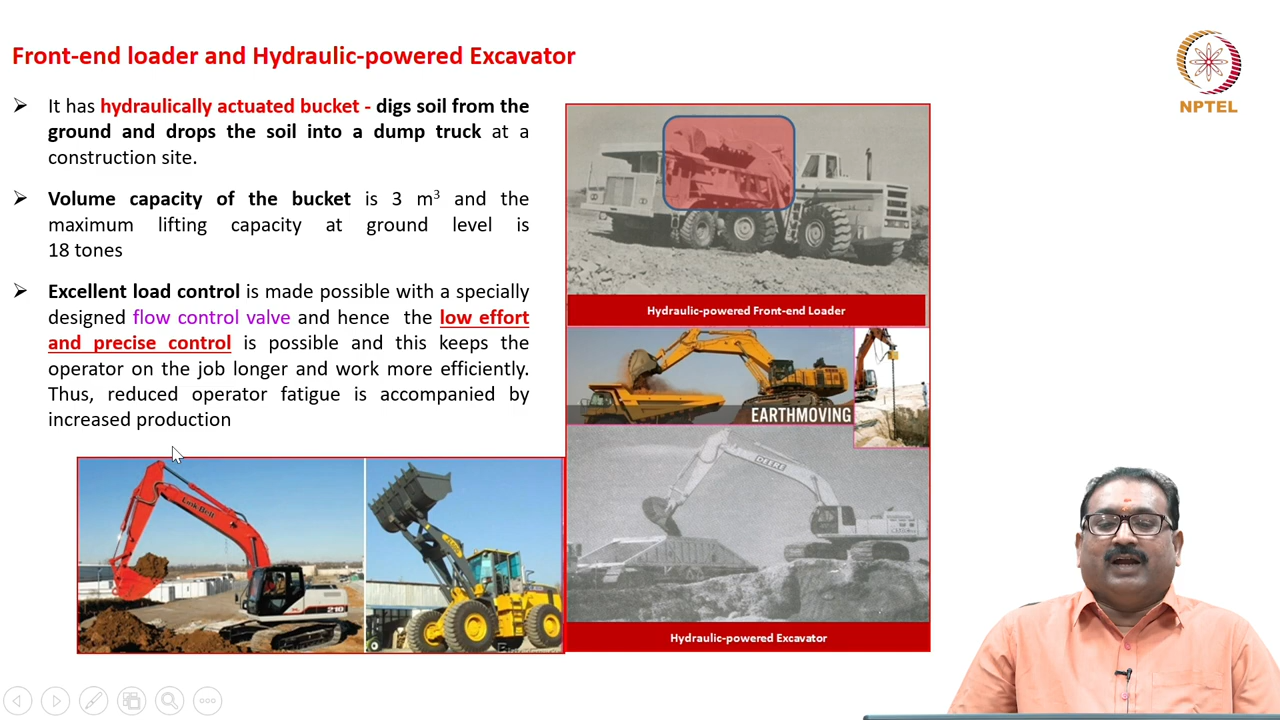 Front-end loader and Hydraulic-powered Excavator
NPTEL
It has hydraulically actuated bucket - digs soil from the
ground and drops the soil into a dump truck at a
construction site.
Volume capacity of the bucket is 3 m³ and the
maximum lifting capacity at ground level is
18 tones
Excellent load control is made possible with a specially
designed flow control valve and hence the low effort
and precise control is possible and this keeps the
operator on the job longer and work more efficiently.
Thus, reduced operator fatigue is accompanied by
increased production
Hydraulic-powered Front-end Loader
EARTHMOVING
DEERE
Hydraulic-powered Excavator
Link-Belt
210